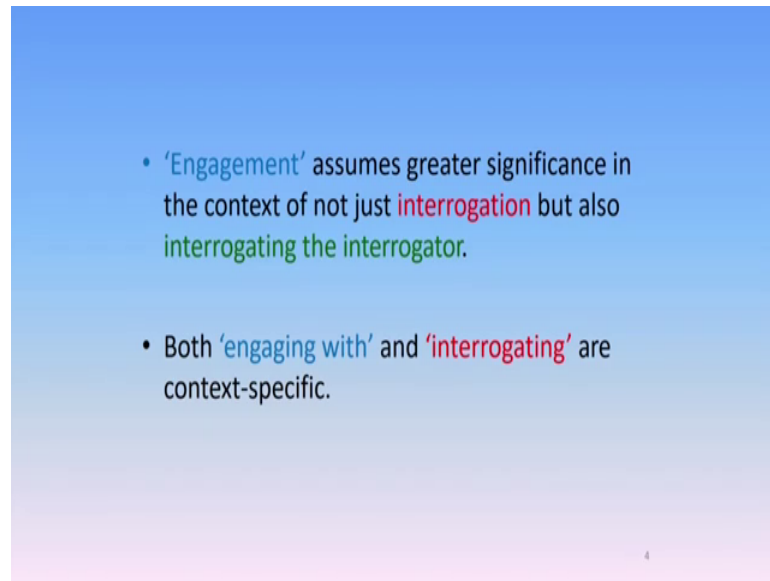 • ‘Engagement’ assumes greater significance in
the context of not just interrogation but also
interrogating the interrogator.
• Both ‘engaging with’ and ‘interrogating’ are
context-specific.
4